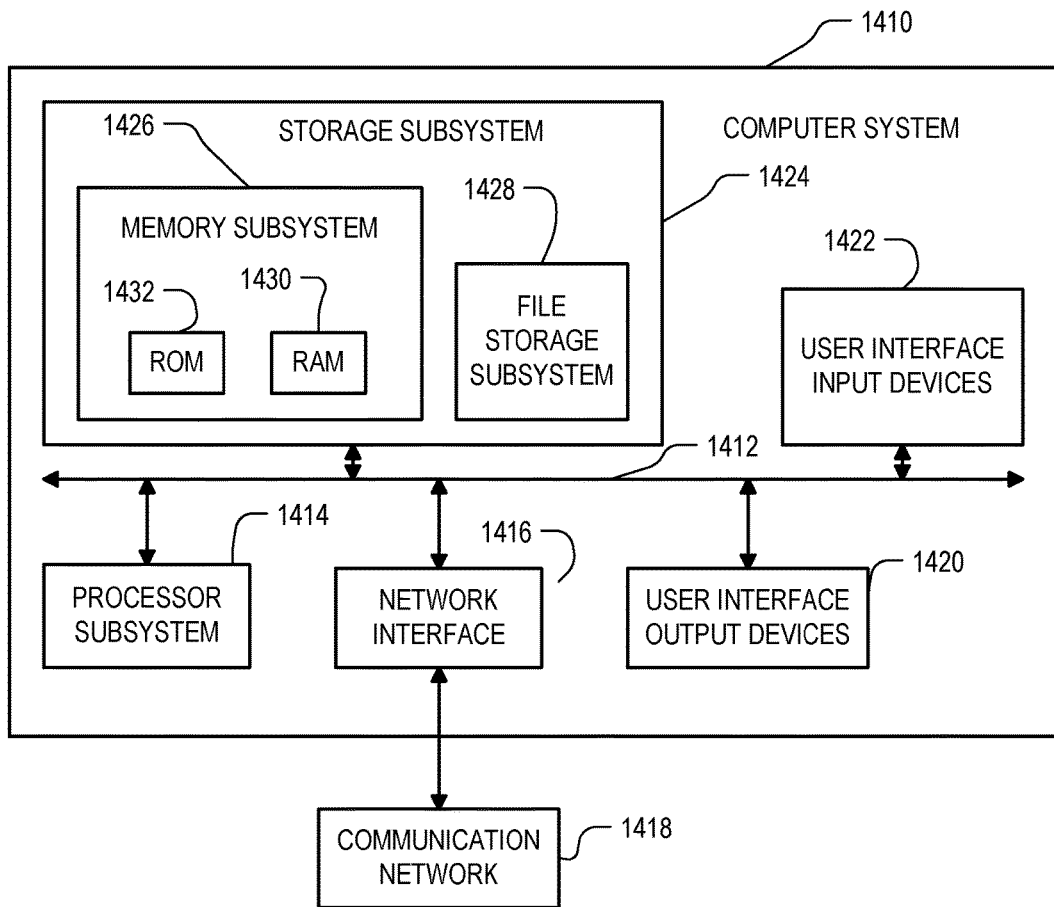 1410
STORAGE SUBSYSTEM
COMPUTER SYSTEM
1426
1424
1428
MEMORY SUBSYSTEM
1422
1432
1430
ROM
RAM
FILE
STORAGE
SUBSYSTEM
USER INTERFACE
INPUT DEVICES
1412
1414
1416
1420
PROCESSOR
SUBSYSTEM
NETWORK
INTERFACE
USER INTERFACE
OUTPUT DEVICES
COMMUNICATION
NETWORK
1418